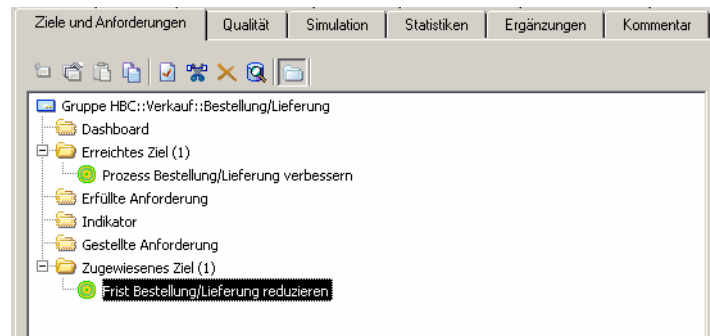 Ziele und Anforderungen Qualität Simulation Statistiken Ergänzungen Kommentar
Gruppe HBC::Verkauf::Bestellung/Lieferung
Dashboard
Erreichtes Ziel (1)
Prozess Bestellung/Lieferung verbessern
Erfüllte Anforderung
Indikator
Gestellte Anforderung
Zugewiesenes Ziel (1)
Frist Bestellung/Lieferung reduzieren